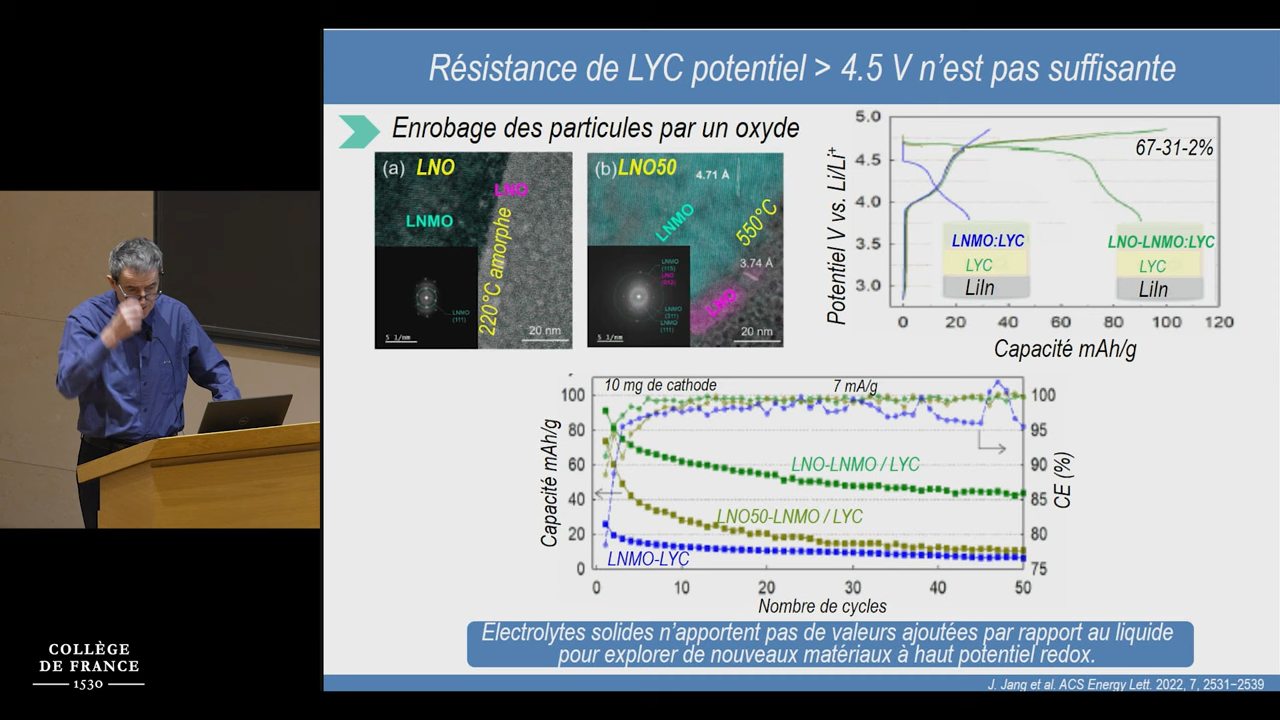 Résistance de LYC potentiel > 4.5 V n'est pas suffisante
Enrobage des particules par un oxyde
(a) LNO
LNO
LNMO
220°C amorphe
LNMO
(111)
5 1/nm
20 nm
(b) LNO50
4.71 Å
LNMO
550°C
3.74 Å
LNO
LNMO
(115)
LNO
(012)
LNMO
(311)
LNMO
(111)
5 1/nm
20 nm
Potentiel V vs. Li/Li+
5.0
4.5
4.0
3.5
3.0
67-31-2%
LNMO:LYC
LYC
LiIn
LNO-LNMO:LYC
LYC
LiIn
0 20 40 60 80 100 120
Capacité mAh/g
10 mg de cathode
7 mA/g
Capacité mAh/g
100
80
60
40
20
0
LNO-LNMO / LYC
LNO50-LNMO / LYC
LNMO-LYC
100
95
90
85
80
75
CE (%)
0 10 20 30 40 50
Nombre de cycles
Electrolytes solides n'apportent pas de valeurs ajoutées par rapport au liquide
pour explorer de nouveaux matériaux à haut potentiel redox.
J. Jang et al. ACS Energy Lett. 2022, 7, 2531−2539
COLLÈGE
DE FRANCE
1530